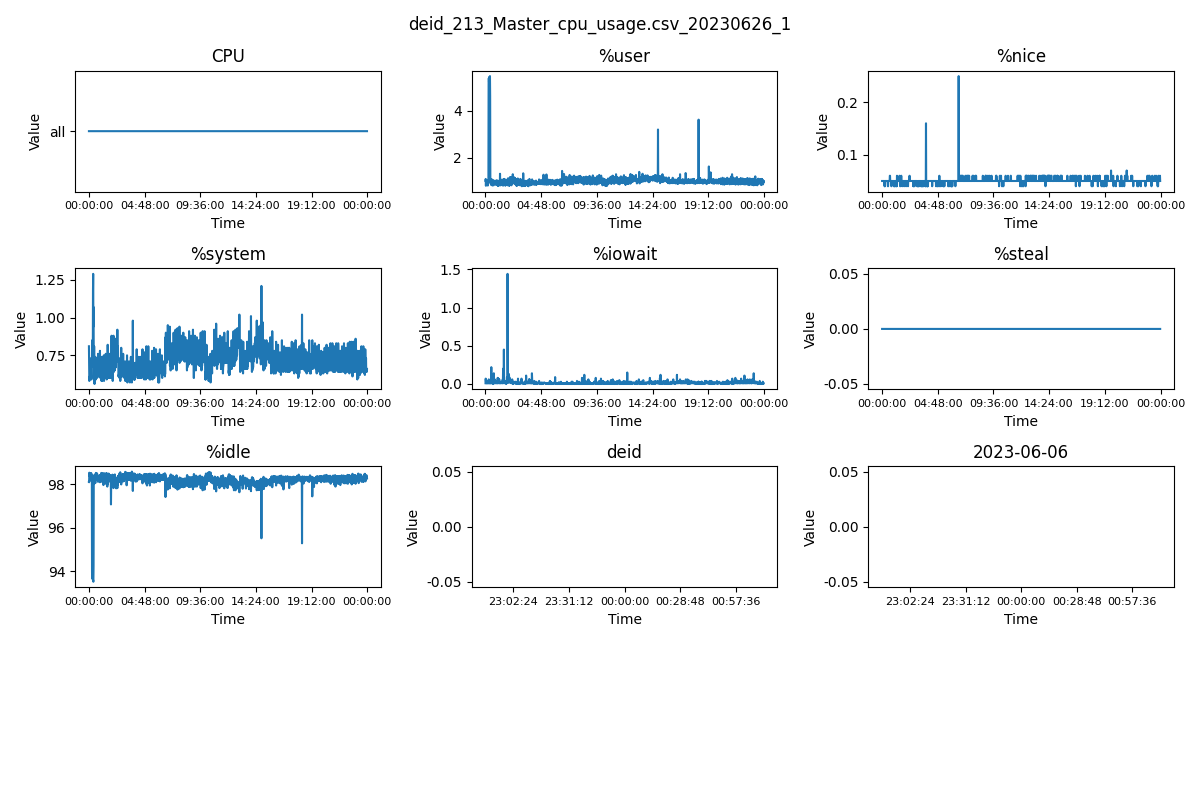 deid_213_Master_cpu_usage.csv_20230626_1
CPU
Value
all
00:00:00 04:48:00 09:36:00 14:24:00 19:12:00 00:00:00
Time
%user
Value
4
2
00:00:00 04:48:00 09:36:00 14:24:00 19:12:00 00:00:00
Time
%nice
Value
0.2
0.1
00:00:00 04:48:00 09:36:00 14:24:00 19:12:00 00:00:00
Time
%system
Value
1.25
1.00
0.75
00:00:00 04:48:00 09:36:00 14:24:00 19:12:00 00:00:00
Time
%iowait
Value
1.5
1.0
0.5
0.0
00:00:00 04:48:00 09:36:00 14:24:00 19:12:00 00:00:00
Time
%steal
Value
0.05
0.00
-0.05
00:00:00 04:48:00 09:36:00 14:24:00 19:12:00 00:00:00
Time
%idle
Value
98
96
94
00:00:00 04:48:00 09:36:00 14:24:00 19:12:00 00:00:00
Time
deid
Value
0.05
0.00
-0.05
23:02:24 23:31:12 00:00:00 00:28:48 00:57:36
Time
2023-06-06
Value
0.05
0.00
-0.05
23:02:24 23:31:12 00:00:00 00:28:48 00:57:36
Time